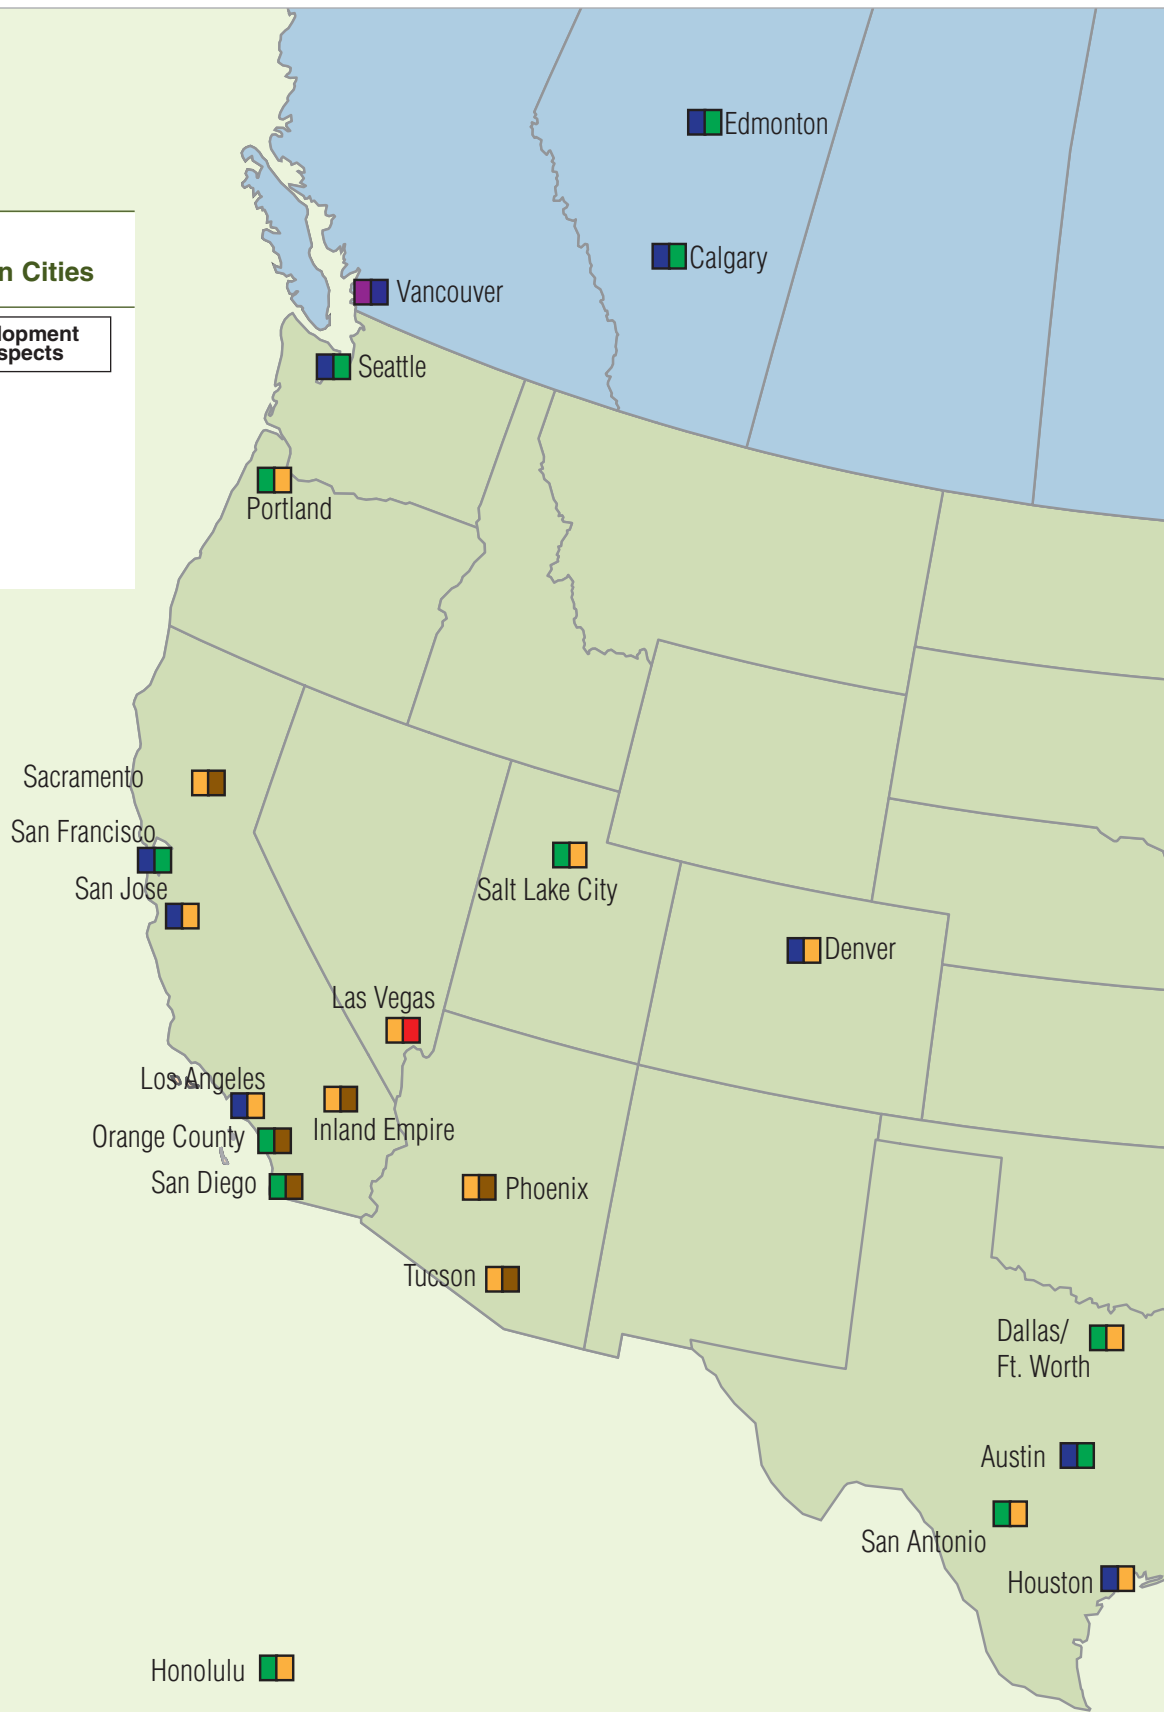 Edmonton
Calgary
n Cities
Vancouver
lopment
spects
Seattle
Portland
Sacramento
San Francisco
San Jose
Salt Lake City
Denver
Las Vegas
Los Angeles
Inland Empire
Orange County
San Diego
Phoenix
Tucson
Dallas/
Ft. Worth
Austin
San Antonio
Houston
Honolulu